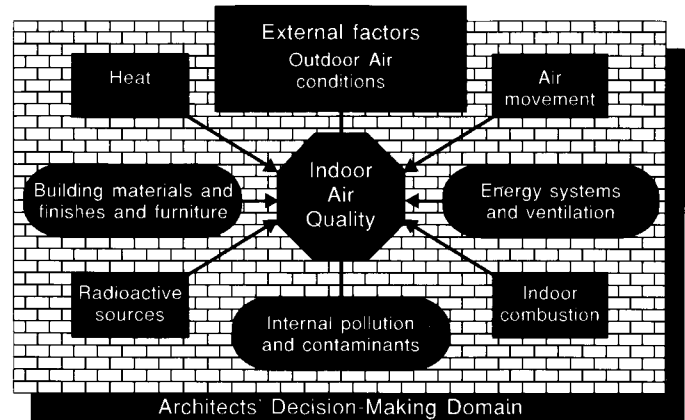 External factors
Outdoor Air
conditions
Heat
Air
movement
Indoor
Air
Quality
Building materials and
finishes and furniture
Energy systems
and ventilation
Radioactive
sources
Internal pollution
and contaminants
Indoor
combustion
Architects' Decision-Making Domain